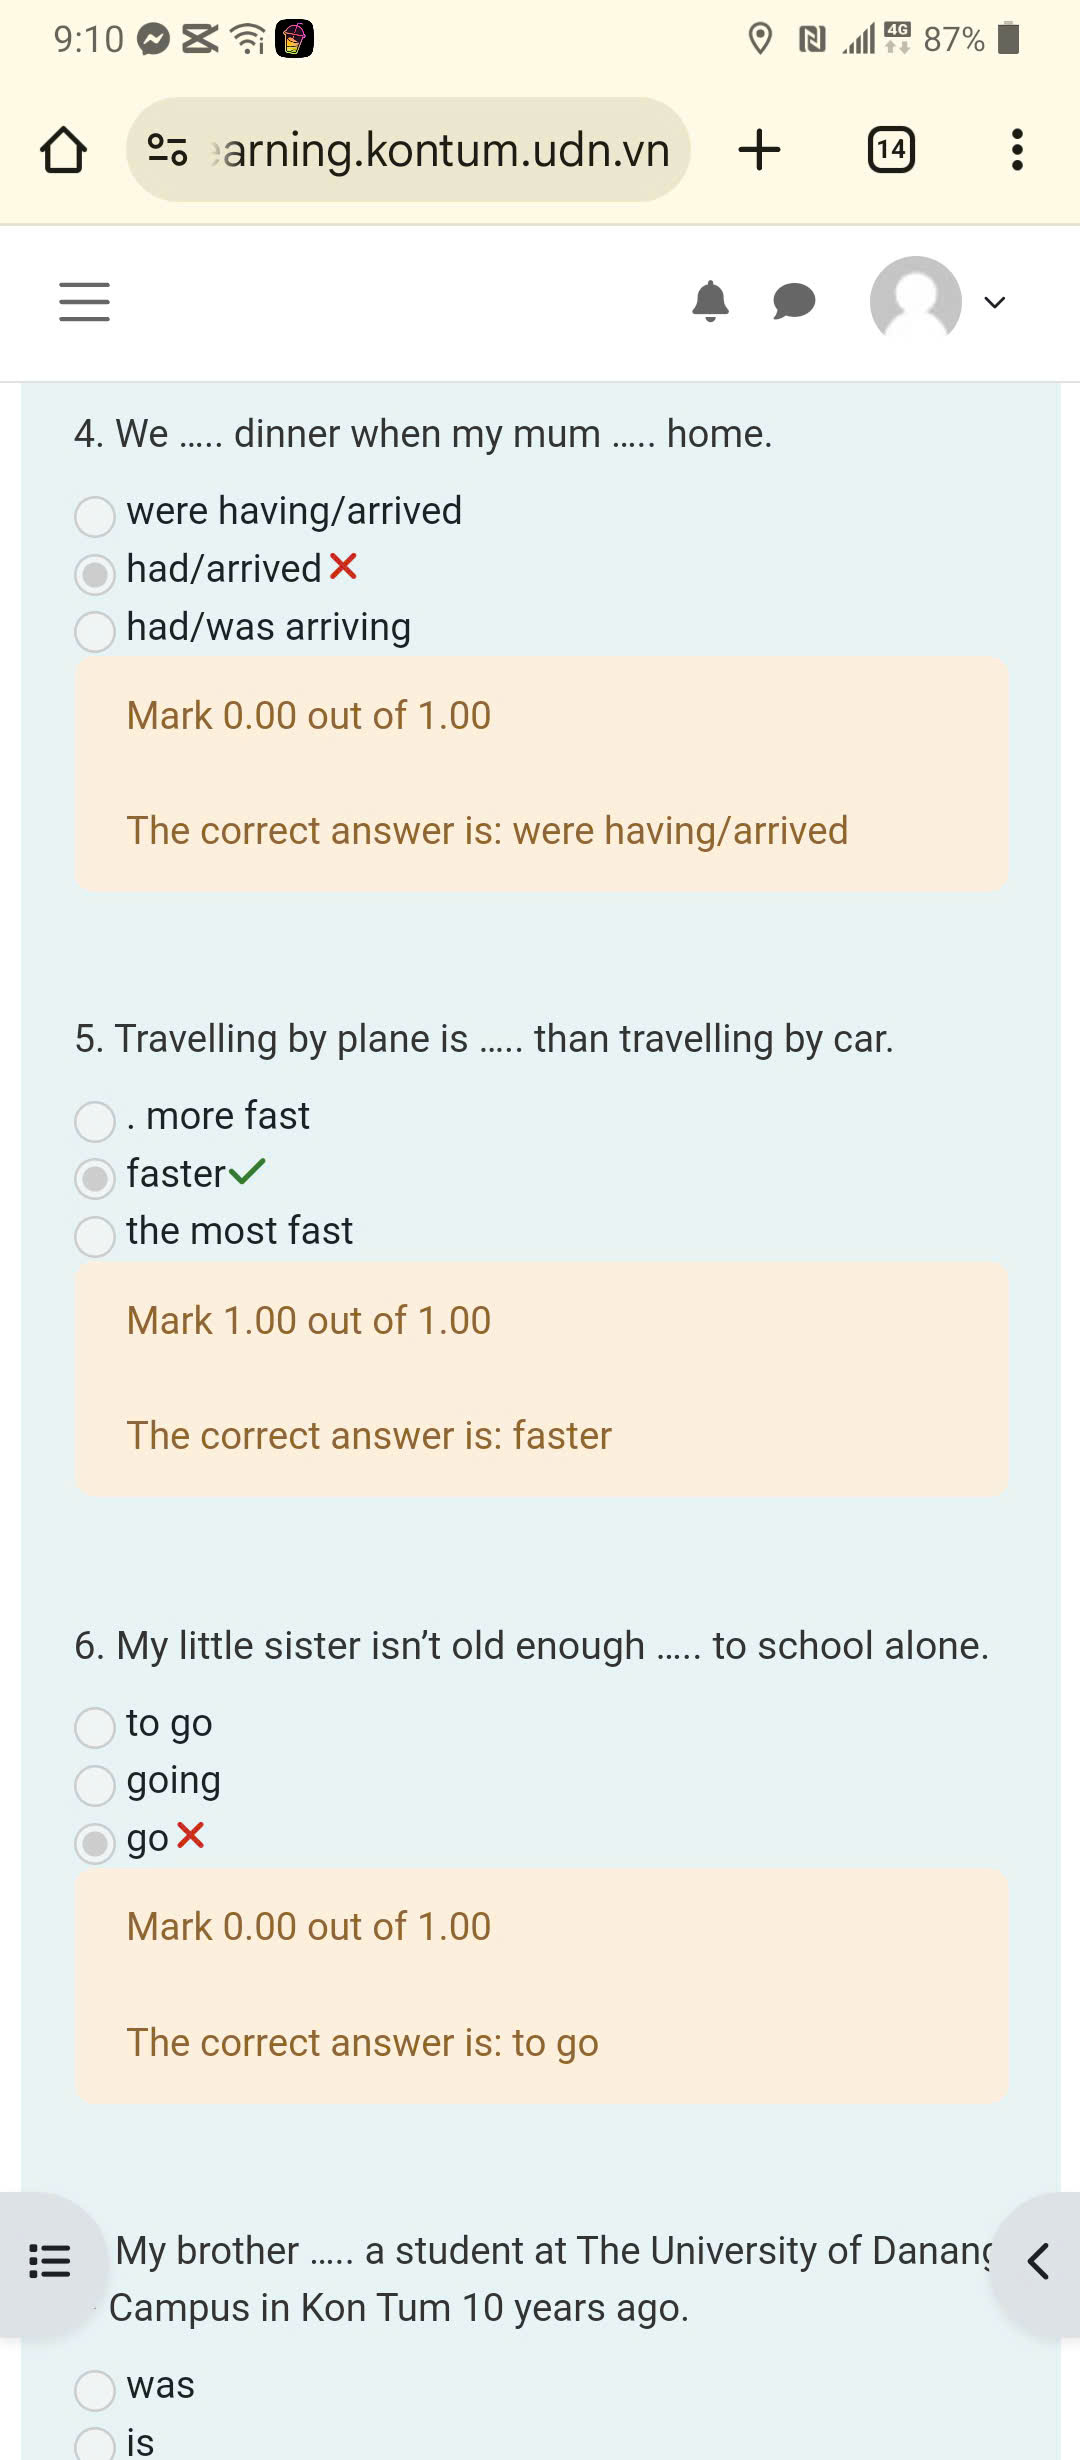 9:10 4G 87%
arning.kontum.udn.vn 14
4. We ..... dinner when my mum ..... home.
were having/arrived
had/arrived
had/was arriving
Mark 0.00 out of 1.00
The correct answer is: were having/arrived
5. Travelling by plane is ..... than travelling by car.
. more fast
faster
the most fast
Mark 1.00 out of 1.00
The correct answer is: faster
6. My little sister isn’t old enough ..... to school alone.
to go
going
go
Mark 0.00 out of 1.00
The correct answer is: to go
My brother ..... a student at The University of Danang
Campus in Kon Tum 10 years ago.
was
is